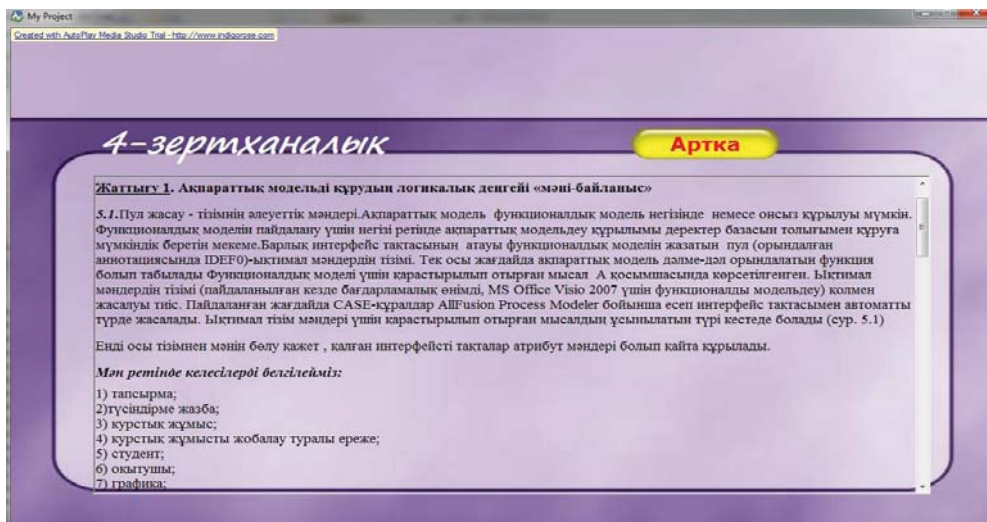 My Project
Created with AutoPlay Media Studio Trial - http://www.indigorose.com
4-зертханалык
Артка
Жаттығу 1. Ақпараттық модельді құрудың логикалық деңгейі «мәні-байланыс»
5.1.Пул жасау - тізімнің әлеуеттік мәндері.Ақпараттық модель функционалдық модель негізінде немесе онсыз құрылуы мүмкін.
Функционалдық моделін пайдалану үшін негізі ретінде ақпараттық модельдеу құрылымы деректер базасын толығымен құруға
мүмкіндік беретін мекеме.Барлық интерфейс тақтасының атауы функционалдық моделін жазатын пул (орындалған
аннотациясында IDEF0)-ықтимал мәндердің тізімі. Тек осы жағдайда ақпараттық модель дәлме-дәл орындалатын функция
болып табылады Функционалдық моделі үшін қарастырылып отырған мысал А қосымшасында көрсетілгенген. Ықтимал
мәндердің тізімі (пайдаланылған кезде бағдарламалық өнімді, MS Office Visio 2007 үшін функционалды модельдеу) қолмен
жасалуы тиіс. Пайдаланған жағдайда CASE-құралдар AllFusion Process Modeler бойынша есеп интерфейс тақтасымен автоматты
түрде жасалады. Ықтимал тізім мәндері үшін қарастырылып отырған мысалдың ұсынылатын түрі кестеде болады (сур. 5.1)
Енді осы тізімнен мәнін бөлу қажет , қалған интерфейсті тақталар атрибут мәндері болып қайта құрылады.
Мән ретінде келесілерді белгілейміз:
1) тапсырма;
2)түсіндірме жазба;
3) курстық жұмыс;
4) курстық жұмысты жобалау туралы ереже;
5) студент;
6) оқытушы;
7) графика;